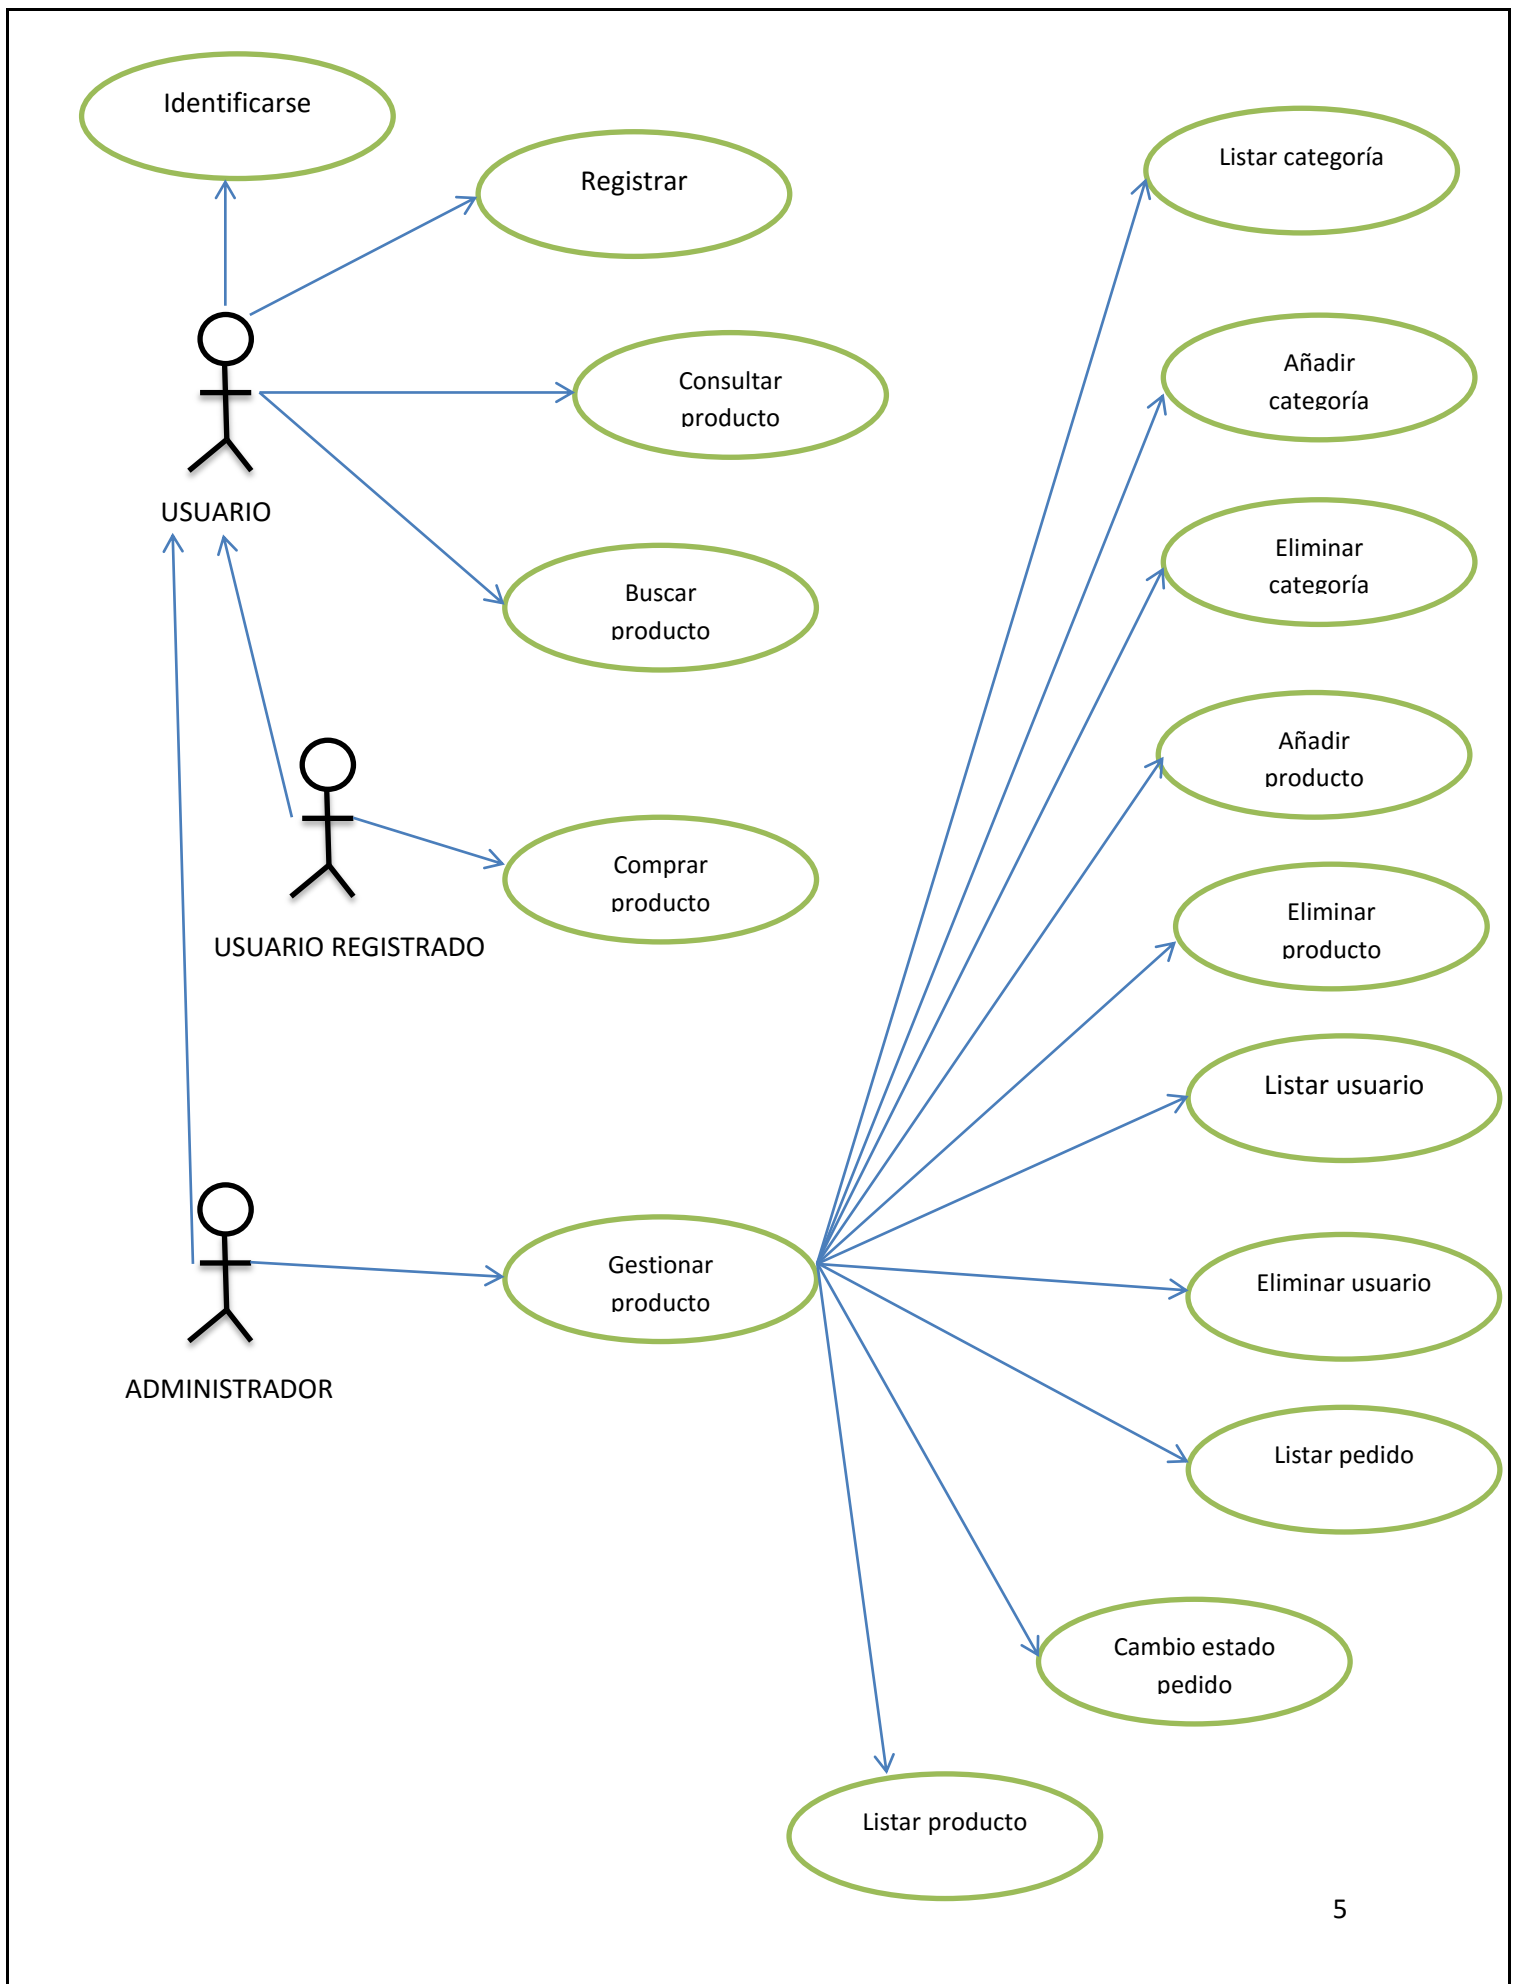 Identificarse
Registrar
Listar categoría
Consultar
producto
Añadir
categoría
USUARIO
Buscar
producto
Eliminar
categoría
Añadir
producto
Comprar
producto
USUARIO REGISTRADO
Eliminar
producto
Listar usuario
Gestionar
producto
Eliminar usuario
ADMINISTRADOR
Listar pedido
Cambio estado
pedido
Listar producto
5